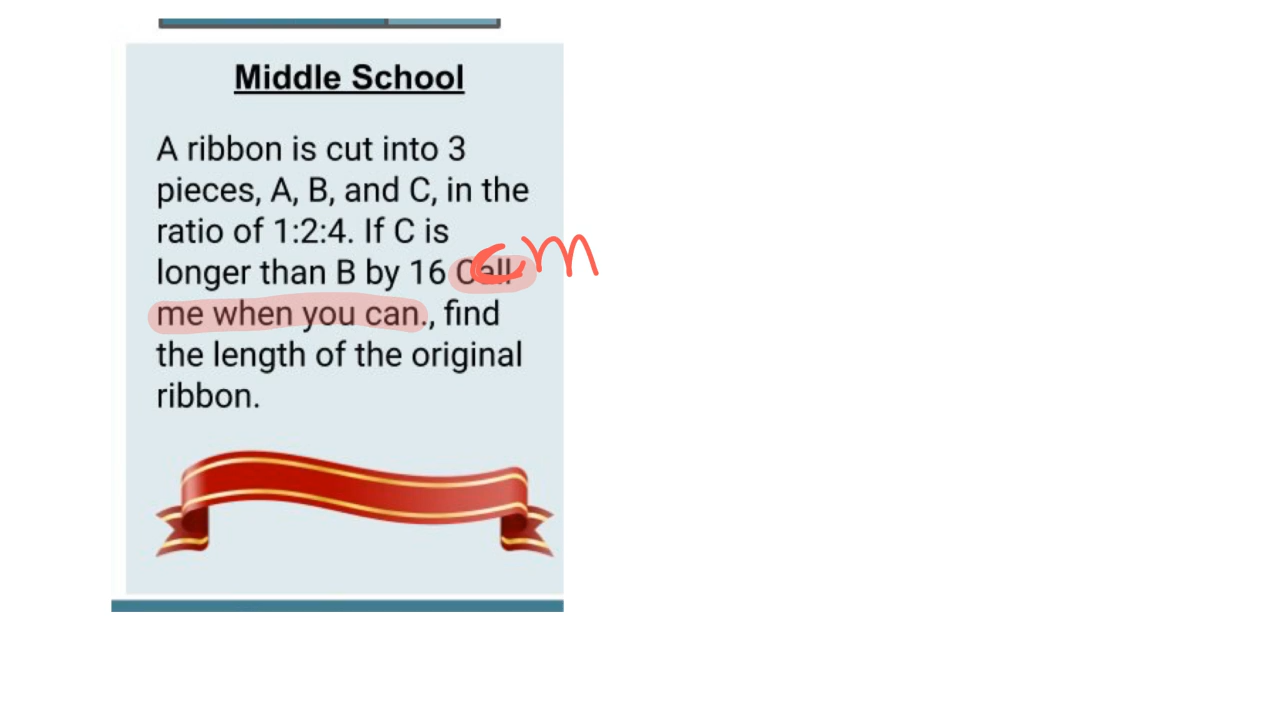 Middle School
A ribbon is cut into 3
pieces, A, B, and C, in the
ratio of 1:2:4. If C is
longer than B by 16 Call cm
me when you can., find
the length of the original
ribbon.